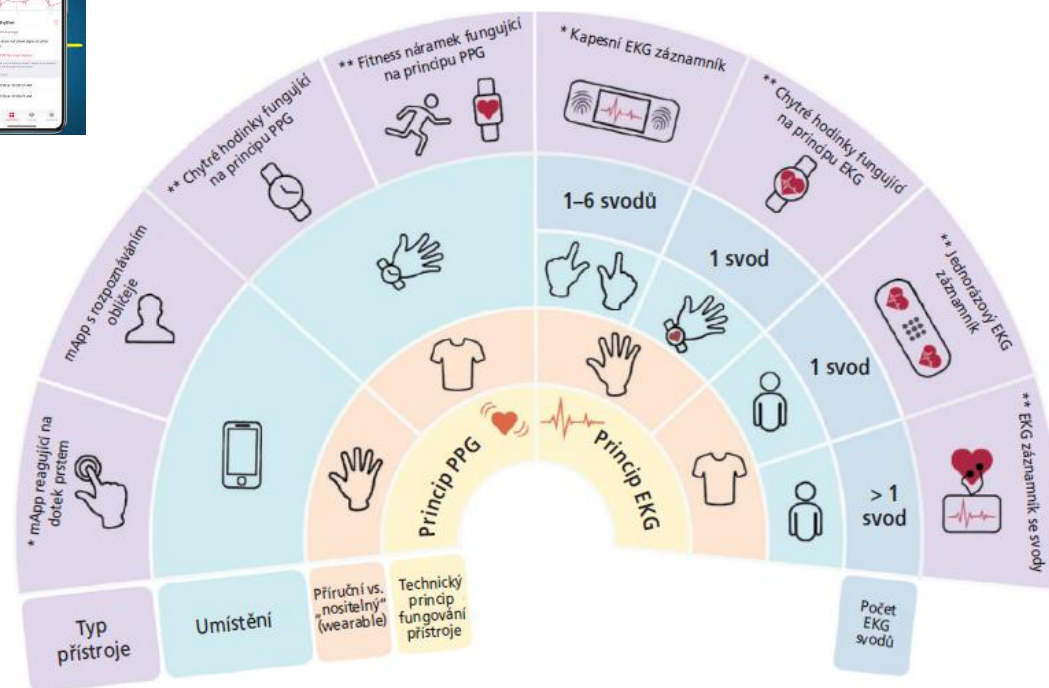 * mApp reagující na
dotek prstem
mApp s rozpoznáváním
obličeje
** Chytré hodinky fungující
na principu PPG
** Fitness náramek fungující
na principu PPG
* Kapesní EKG záznamník
** Chytré hodinky fungující
na principu EKG
** Jednorázový EKG
záznamník
** EKG záznamník se svody
1–6 svodů
1 svod
1 svod
> 1
svod
Princip PPG
Princip EKG
Typ
přístroje
Umístění
Příruční vs.
„nositelný“
(wearable)
Technický
princip
fungování
přístroje
Počet
EKG
svodů